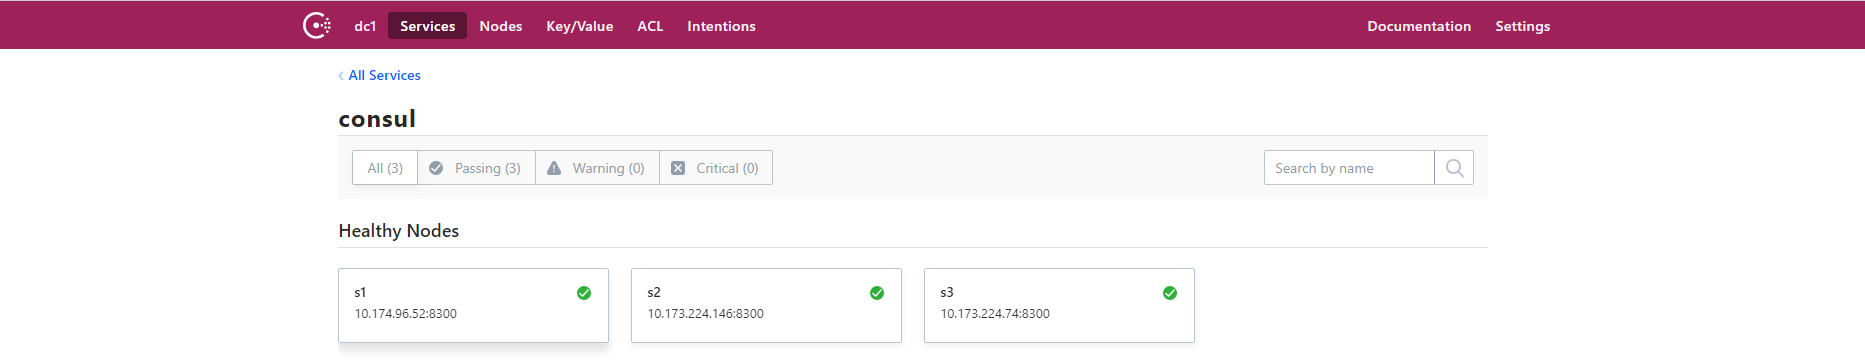 dc1 Services Nodes Key/Value ACL Intentions Documentation Settings
All Services
consul
All (3) Passing (3) Warning (0) Critical (0) Search by name
Healthy Nodes
s1 s2 s3
10.174.96.52:8300 10.173.224.146:8300 10.173.224.74:8300